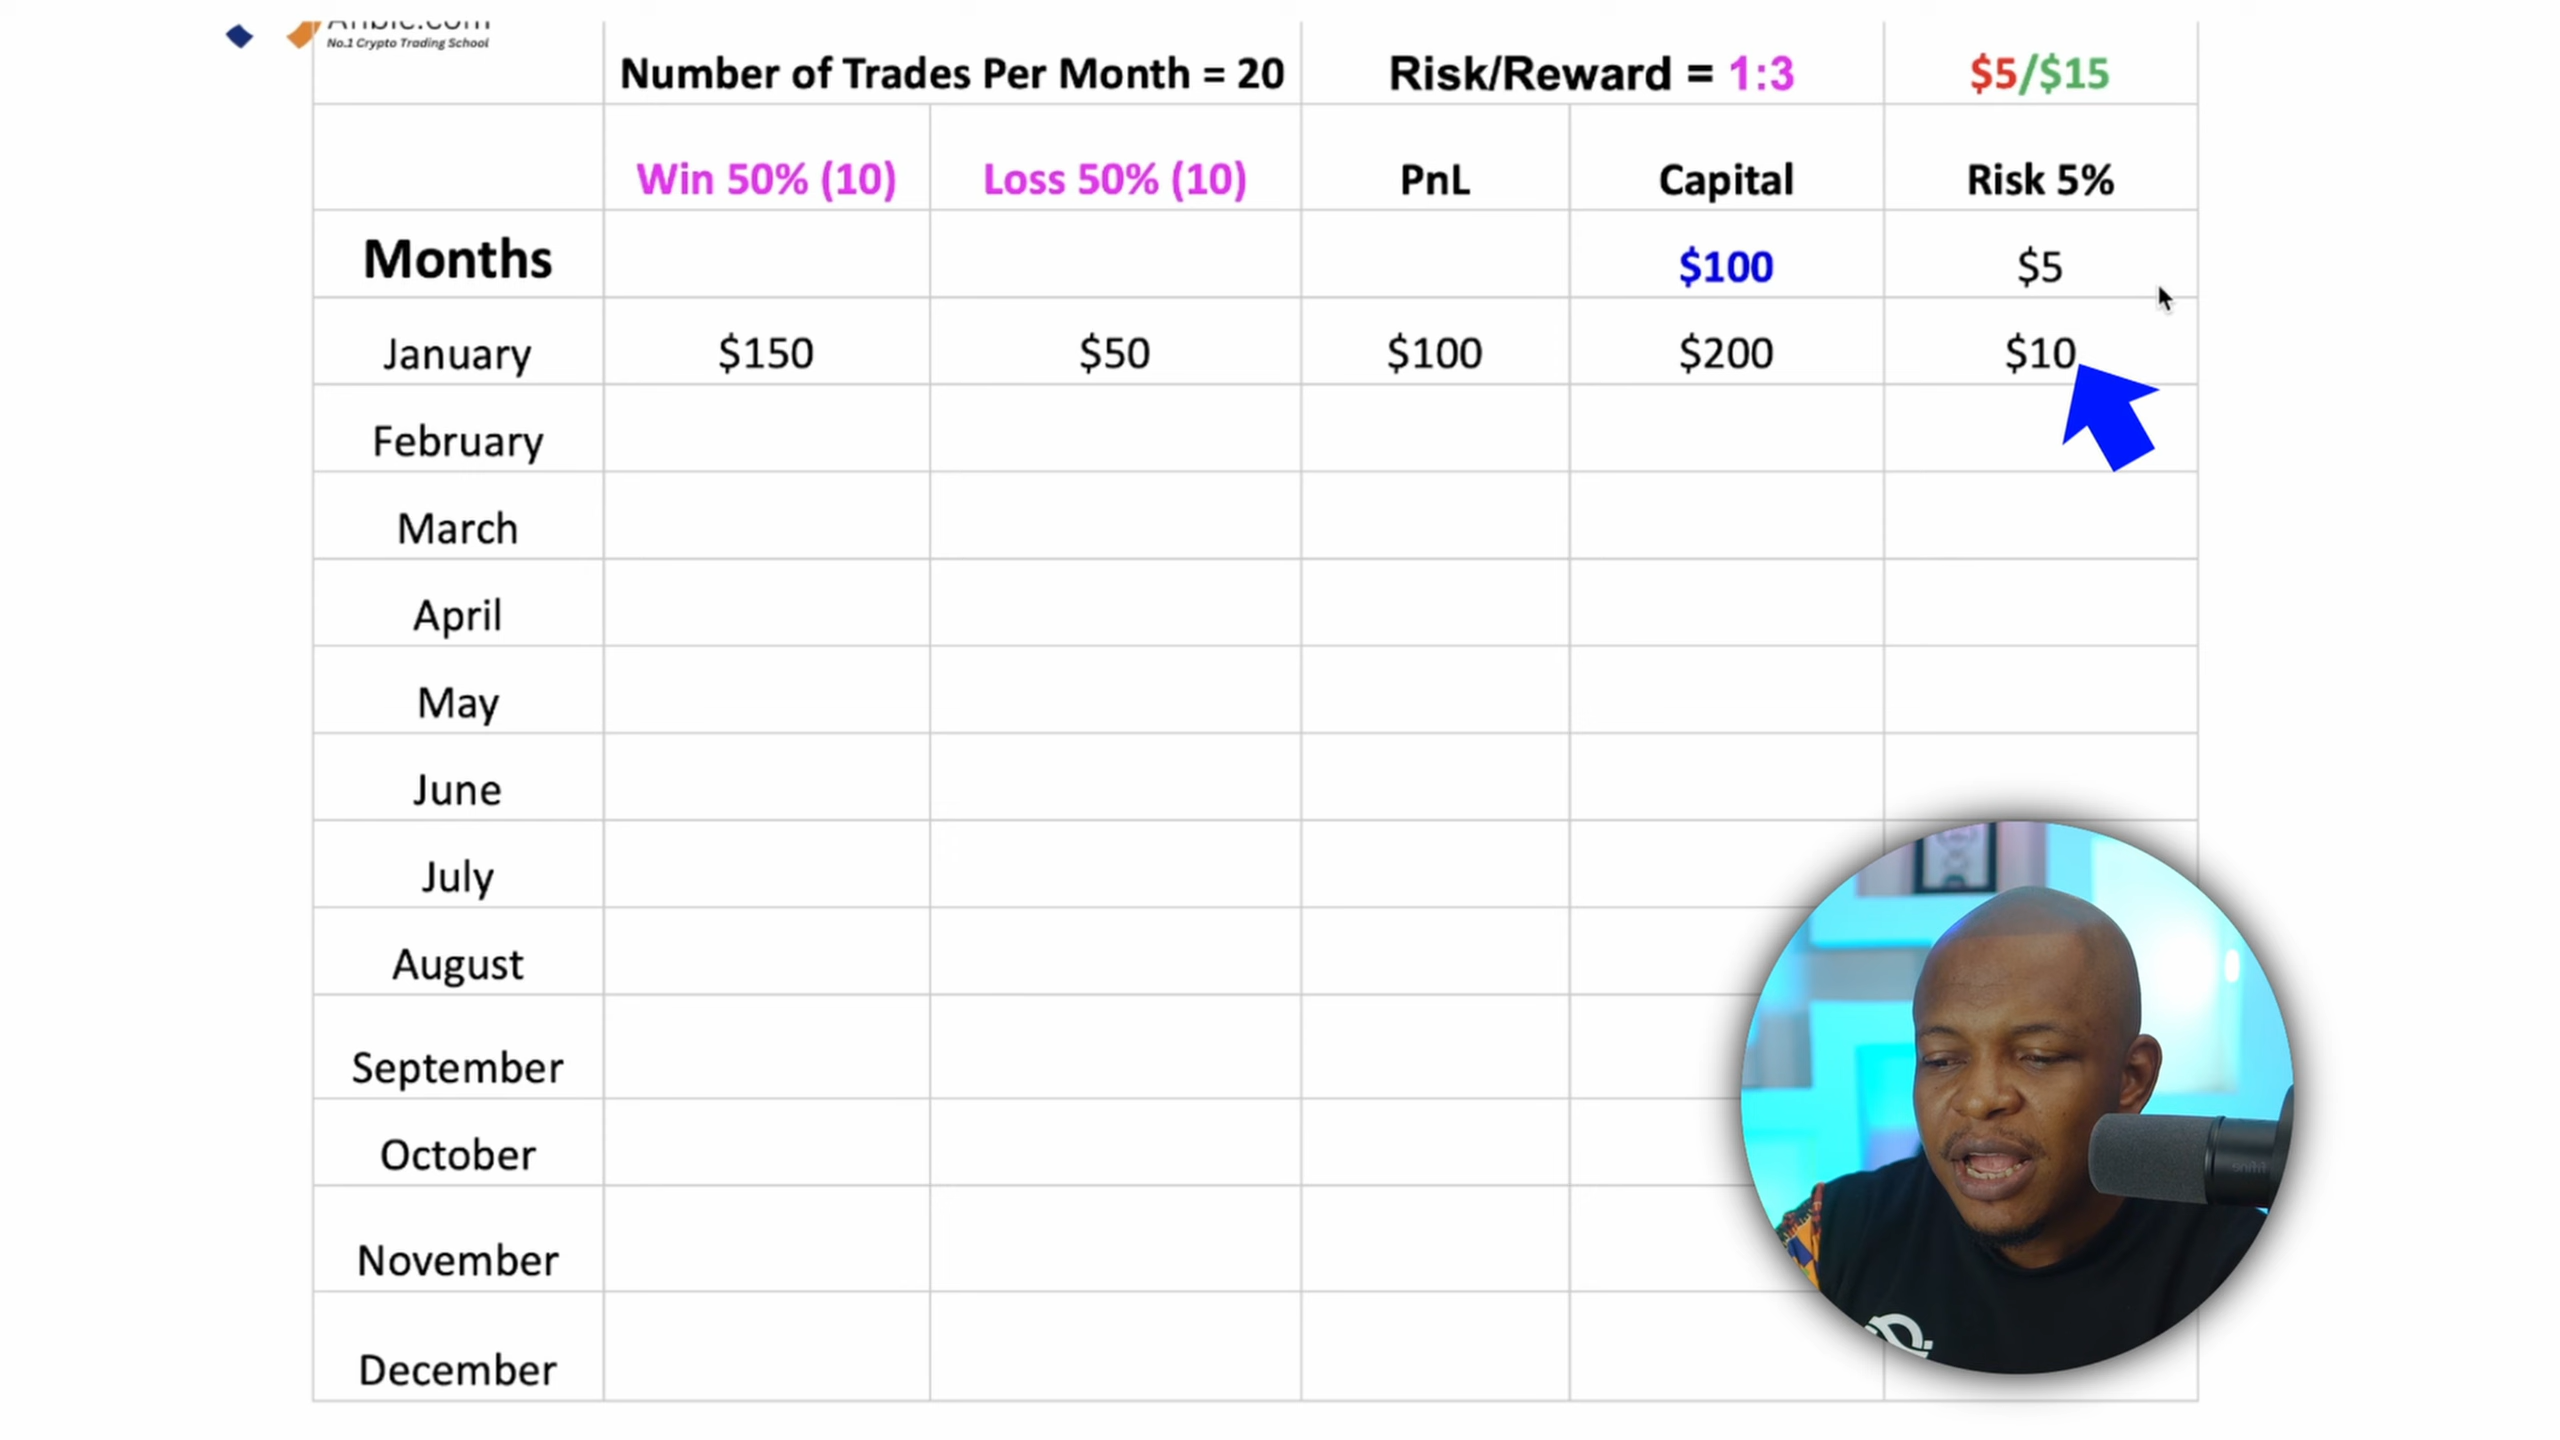 No.1 Crypto Trading School
Number of Trades Per Month = 20 Risk/Reward = 1:3 $5/$15
Win 50% (10) Loss 50% (10) PnL Capital Risk 5%
Months $100 $5
January $150 $50 $100 $200 $10
February
March
April
May
June
July
August
September
October
November
December